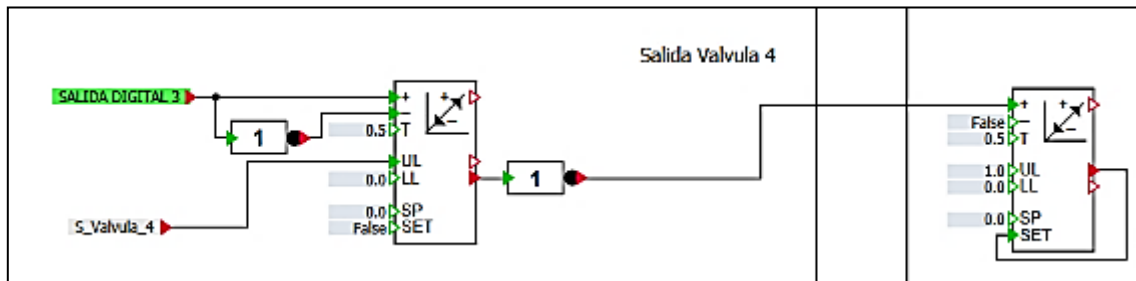 Salida Valvula 4
SALIDA DIGITAL 3
+ + -
-
1
0.5 T
UL
0.0 LL
1
S_Valvula_4
0.0 SP
False SET
+ + -
False -
0.5 T
1.0 UL
0.0 LL
0.0 SP
SET